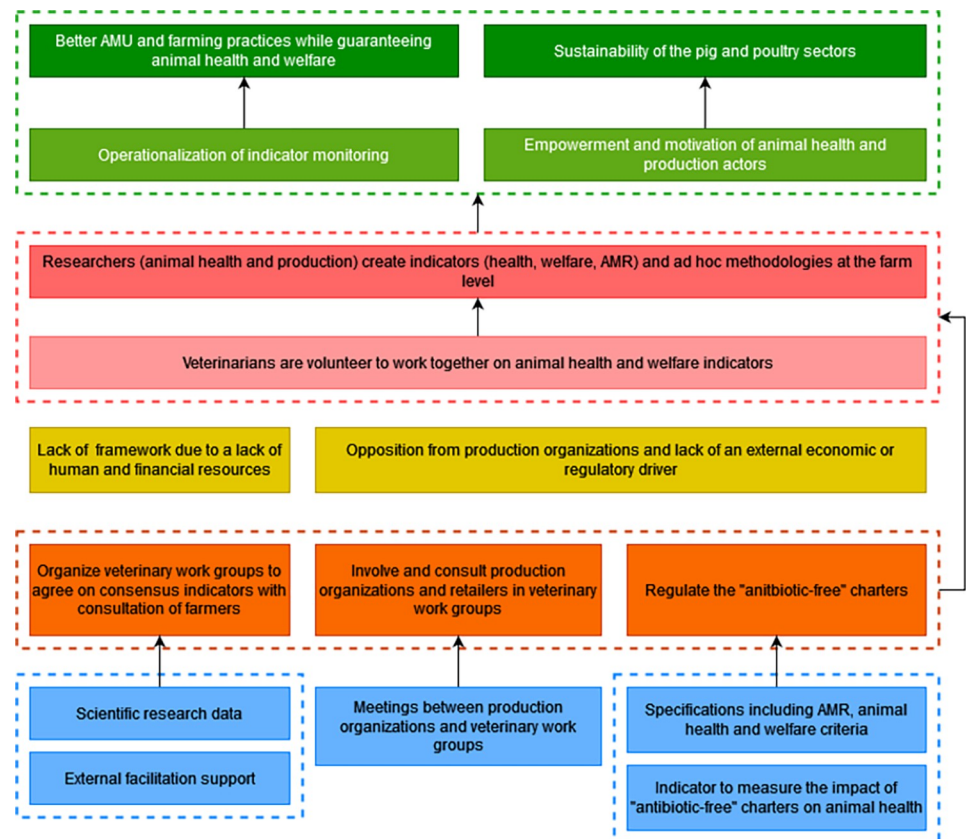 Better AMU and farming practices while guaranteeing
animal health and welfare
Sustainability of the pig and poultry sectors
Operationalization of indicator monitoring
Empowerment and motivation of animal health and
production actors
Researchers (animal health and production) create indicators (health, welfare, AMR) and ad hoc methodologies at the farm
level
Veterinarians are volunteer to work together on animal health and welfare indicators
Lack of framework due to a lack of
human and financial resources
Opposition from production organizations and lack of an external economic or
regulatory driver
Organize veterinary work groups to
agree on consensus indicators with
consultation of farmers
Involve and consult production
organizations and retailers in veterinary
work groups
Regulate the "anitbiotic-free" charters
Scientific research data
External facilitation support
Meetings between production
organizations and veterinary work
groups
Specifications including AMR, animal
health and welfare criteria
Indicator to measure the impact of
"antibiotic-free" charters on animal health